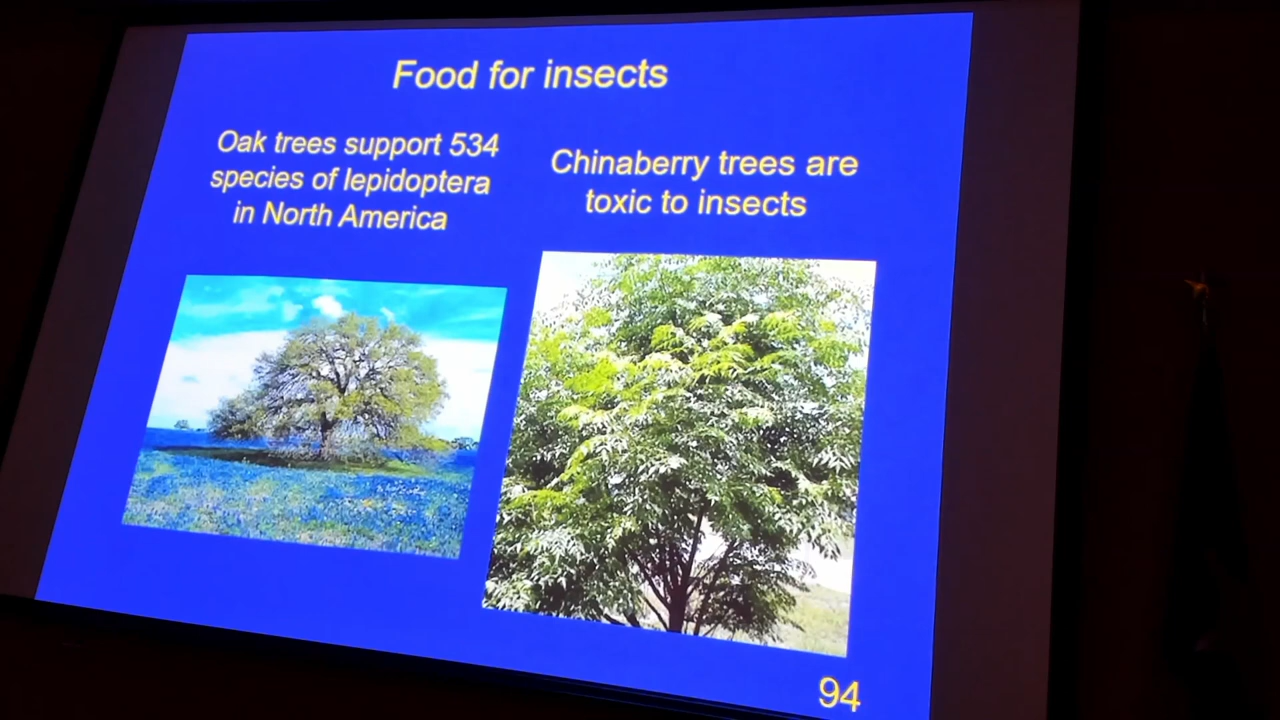 Food for insects
Oak trees support 534
species of lepidoptera
in North America
Chinaberry trees are
toxic to insects
94